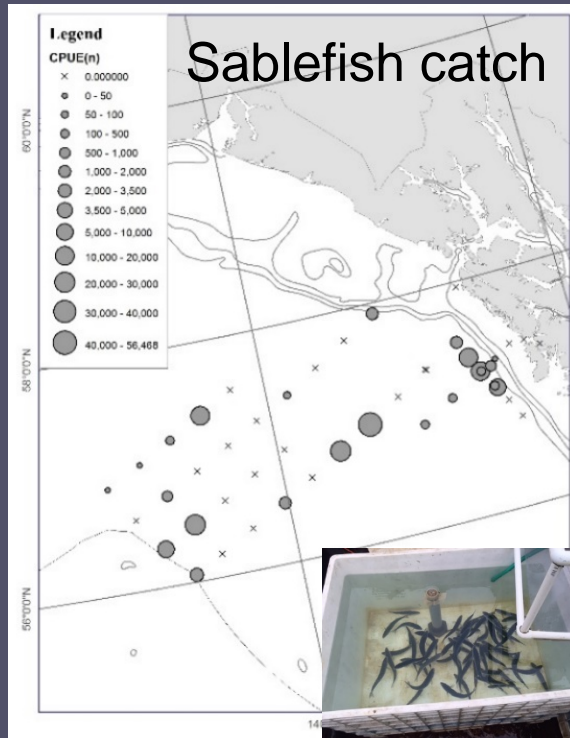 Legend
CPUE(n)
0.000000
0 - 50
50 - 100
100 - 500
500 - 1,000
1,000 - 2,000
2,000 - 3,500
3,500 - 5,000
5,000 - 10,000
10,000 - 20,000
20,000 - 30,000
30,000 - 40,000
40,000 - 56,468
Sablefish catch
60°0'0"N
58°0'0"N
56°0'0"N